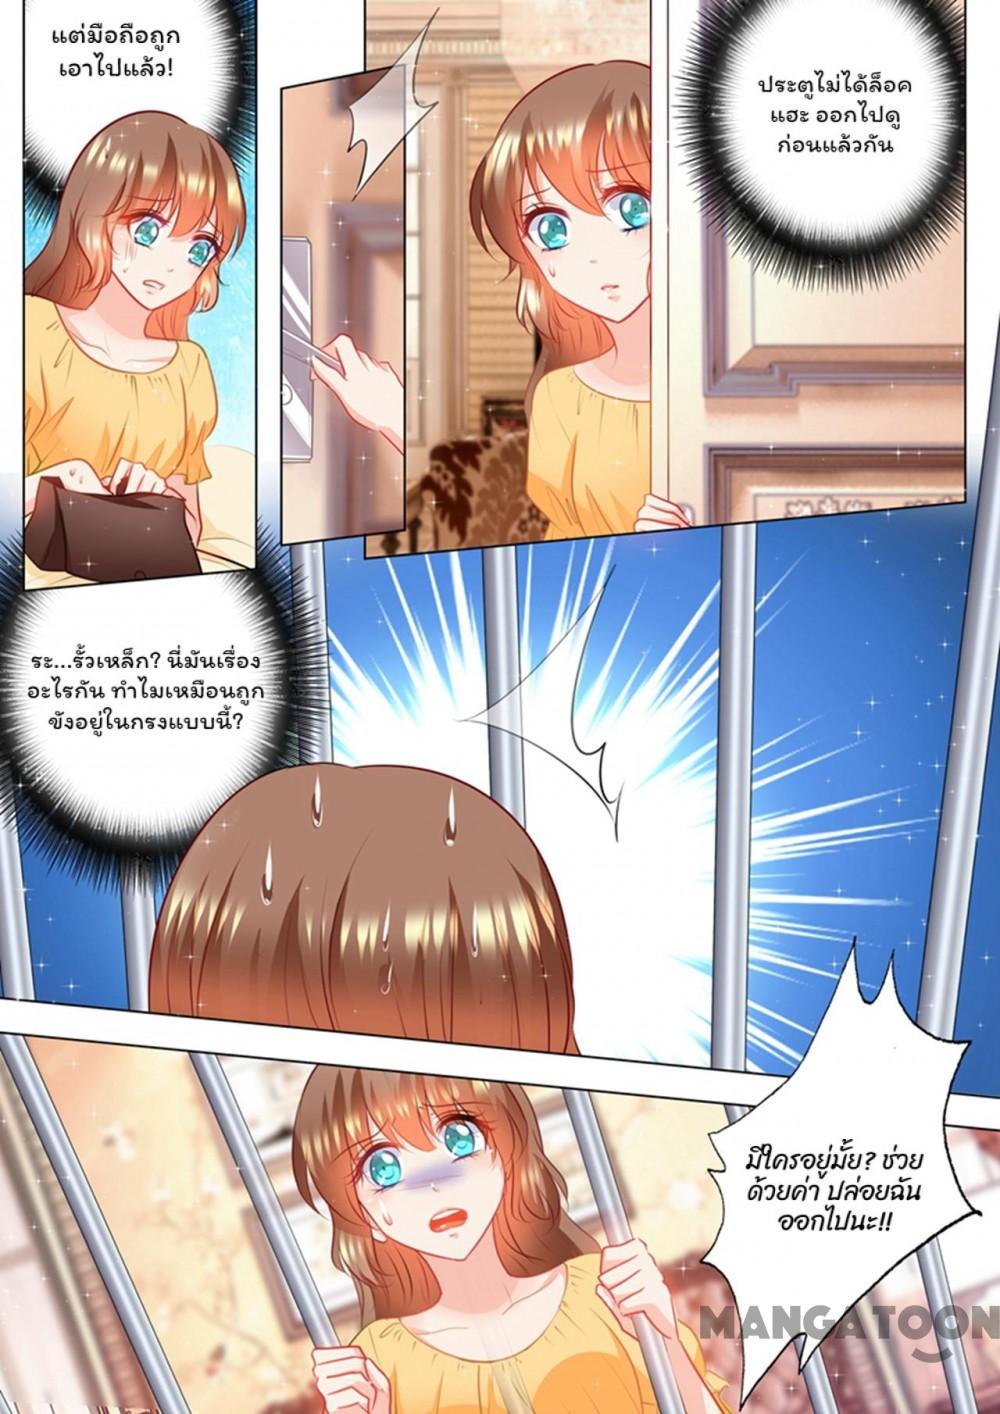 แต่มือถือถูก
เอาไปแล้ว!
ประตูไม่ได้ล็อค
แฮะ ออกไปดู
ก่อนแล้วกัน
ระ...รั้วเหล็ก? นี่มันเรื่อง
อะไรกัน ทำไมเหมือนถูก
ขังอยู่ในกรงแบบนี้?
มีใครอยู่มั้ย? ช่วย
ด้วยค่า ปล่อยฉัน
ออกไปนะ!!
MANGATOON